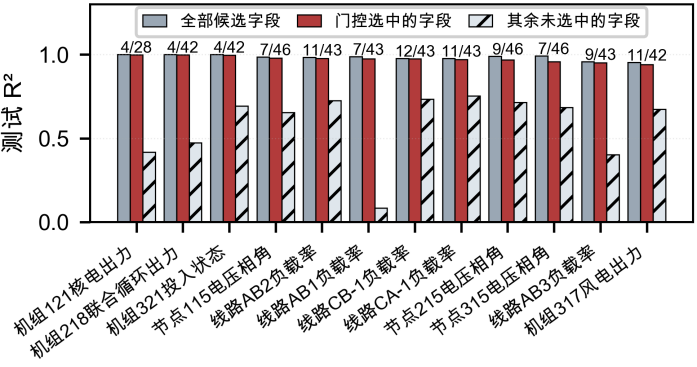 全部候选字段 门控选中的字段 其余未选中的字段
4/28 4/42 4/42 7/46 11/43 7/43 12/43 11/43 9/46 7/46 9/43 11/42
测试 R²
1.0
0.5
0.0
机组121核电出力
机组218联合循环出力
机组321投入状态
节点115电压相角
线路AB2负载率
线路AB1负载率
线路CB-1负载率
线路CA-1负载率
节点215电压相角
节点315电压相角
线路AB3负载率
机组317风电出力